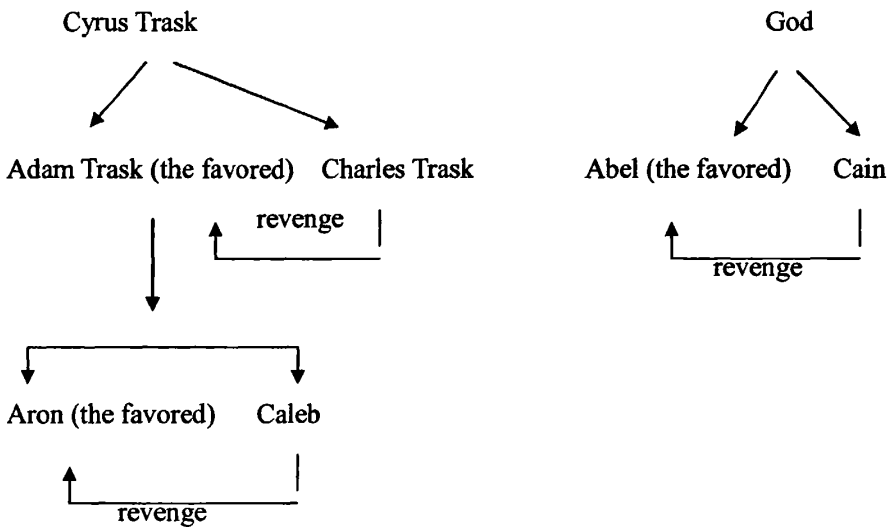 Cyrus Trask God
Adam Trask (the favored) Charles Trask Abel (the favored) Cain
revenge
revenge
Aron (the favored) Caleb
revenge